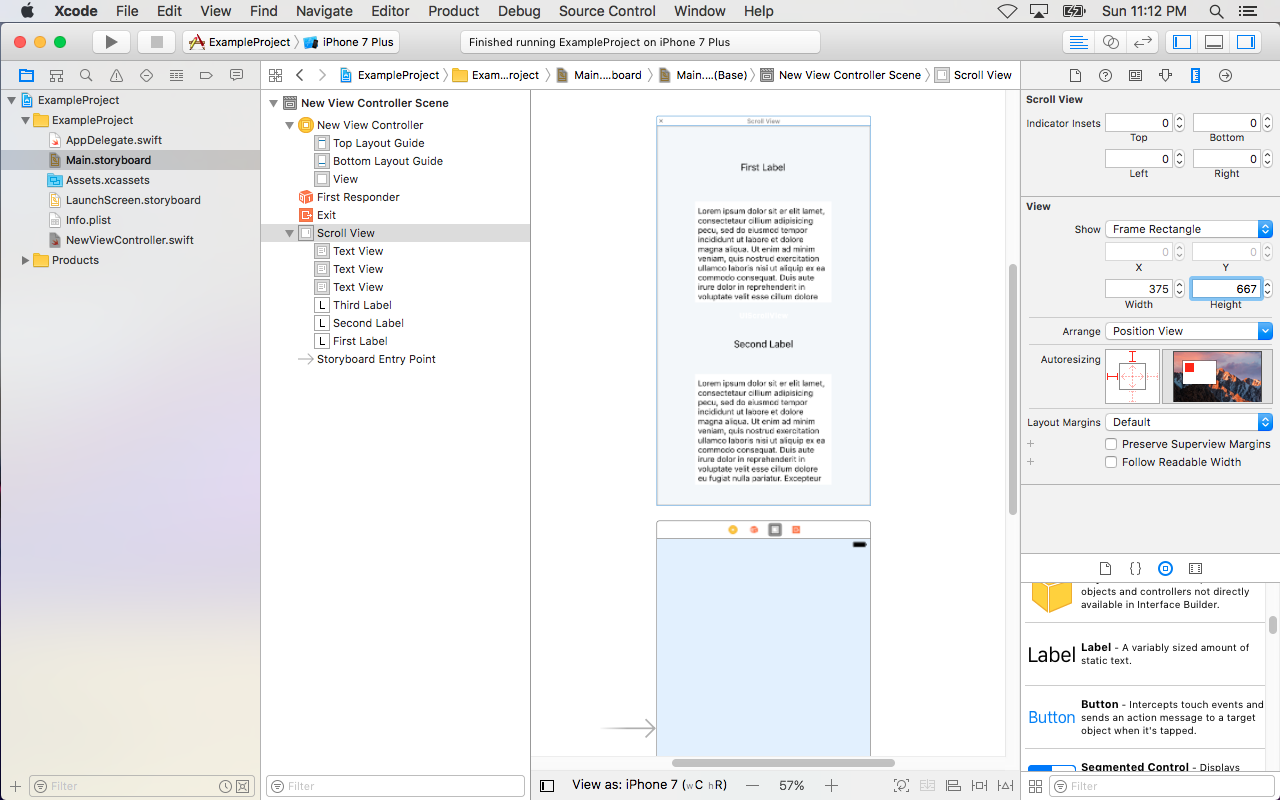 Xcode File Edit View Find Navigate Editor Product Debug Source Control Window Help Sun 11:12 PM
ExampleProject iPhone 7 Plus Finished running ExampleProject on iPhone 7 Plus
ExampleProject Exam...roject Main....board Main....(Base) New View Controller Scene Scroll View
ExampleProject
ExampleProject
AppDelegate.swift
Main.storyboard
Assets.xcassets
LaunchScreen.storyboard
Info.plist
NewViewController.swift
Products
Filter
New View Controller Scene
New View Controller
Top Layout Guide
Bottom Layout Guide
View
First Responder
Exit
Scroll View
Text View
Text View
Text View
L Third Label
L Second Label
L First Label
Storyboard Entry Point
Filter
Scroll View
First Label
Lorem ipsum dolor sit er elit lamet,
consectetaur cillium adipisicing
pecu, sed do eiusmod tempor
incididunt ut labore et dolore
magna aliqua. Ut enim ad minim
veniam, quis nostrud exercitation
ullamco laboris nisi ut aliquip ex ea
commodo consequat. Duis aute
irure dolor in reprehenderit in
voluptate velit esse cillum dolore
Second Label
Lorem ipsum dolor sit er elit lamet,
consectetaur cillium adipisicing
pecu, sed do eiusmod tempor
incididunt ut labore et dolore
magna aliqua. Ut enim ad minim
veniam, quis nostrud exercitation
ullamco laboris nisi ut aliquip ex ea
commodo consequat. Duis aute
irure dolor in reprehenderit in
voluptate velit esse cillum dolore
eu fugiat nulla pariatur. Excepteur
View as: iPhone 7 (wC hR) 57%
Scroll View
Indicator Insets 0 0
Top Bottom
0 0
Left Right
View
Show Frame Rectangle
0 0
X Y
375 667
Width Height
Arrange Position View
Autoresizing
Layout Margins Default
Preserve Superview Margins
Follow Readable Width
objects and controllers not directly
available in Interface Builder.
Label Label - A variably sized amount of
static text.
Button Button - Intercepts touch events and
sends an action message to a target
object when it's tapped.
Segmented Control - Displays
Filter